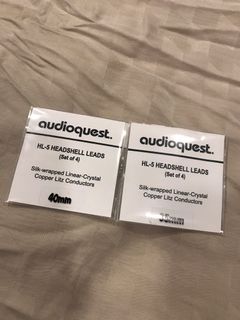 audioquest.
HL-5 HEADSHELL LEADS
(Set of 4)
Silk-wrapped Linear-Crystal
Copper Litz Conductors
40mm
audioquest.
HL-5 HEADSHELL LEADS
(Set of 4)
Silk-wrapped Linear-Crystal
Copper Litz Conductors